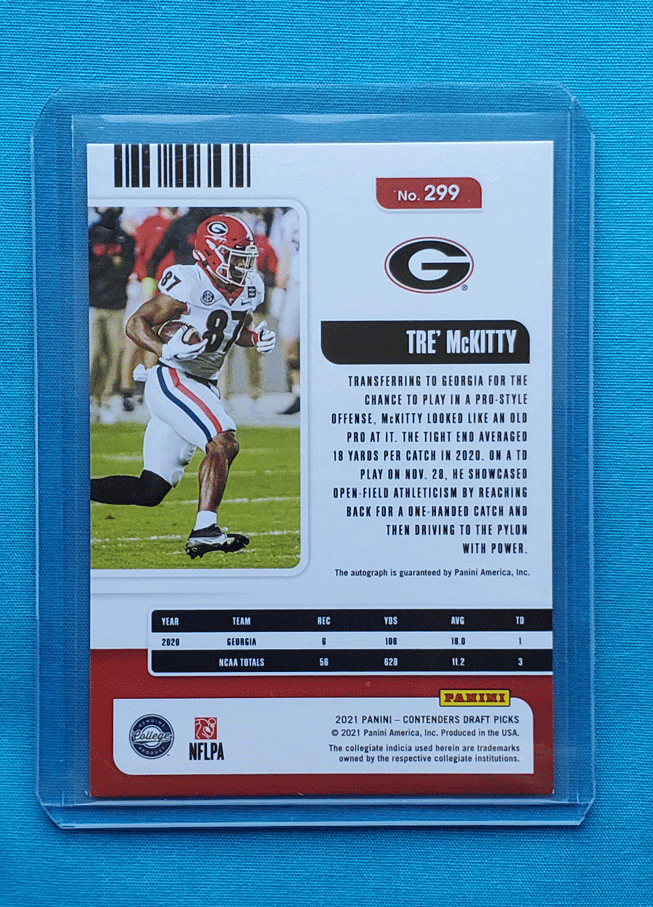 No. 299
G
®
87
87
TRE' McKITTY
TRANSFERRING TO GEORGIA FOR THE
CHANCE TO PLAY IN A PRO-STYLE
OFFENSE, McKITTY LOOKED LIKE AN OLD
PRO AT IT. THE TIGHT END AVERAGED
18 YARDS PER CATCH IN 2020. ON A TD
PLAY ON NOV. 28, HE SHOWCASED
OPEN-FIELD ATHLETICISM BY REACHING
BACK FOR A ONE-HANDED CATCH AND
THEN DRIVING TO THE PYLON
WITH POWER.
The autograph is guaranteed by Panini America, Inc.
YEAR TEAM REC YDS AVG TD
2020 GEORGIA 6 108 18.0 1
NCAA TOTALS 56 628 11.2 3
PANINI
GENUINE
College
PRODUCT
NFLPA
2021 PANINI – CONTENDERS DRAFT PICKS
© 2021 Panini America, Inc. Produced in the USA.
The collegiate indicia used herein are trademarks
owned by the respective collegiate institutions.